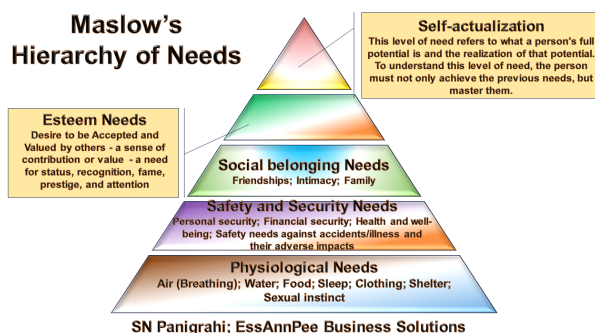 Maslow's
Hierarchy of Needs
Self-actualization
This level of need refers to what a person's full
potential is and the realization of that potential.
To understand this level of need, the person
must not only achieve the previous needs, but
master them.
Esteem Needs
Desire to be Accepted and
Valued by others - a sense of
contribution or value - a need
for status, recognition, fame,
prestige, and attention
Social belonging Needs
Friendships; Intimacy; Family
Safety and Security Needs
Personal security; Financial security; Health and well-
being; Safety needs against accidents/illness and
their adverse impacts
Physiological Needs
Air (Breathing); Water; Food; Sleep; Clothing; Shelter;
Sexual instinct
SN Panigrahi; EssAnnPee Business Solutions